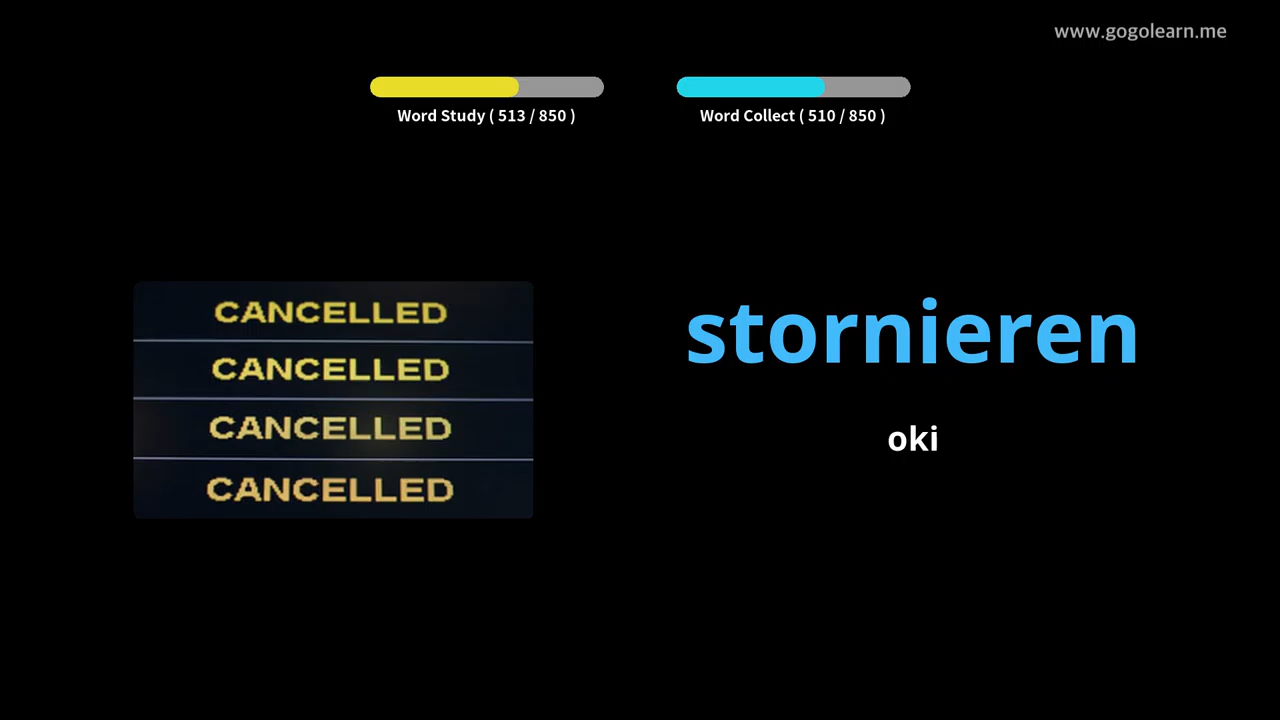 www.gogolearn.me
Word Study ( 513 / 850 )
Word Collect ( 510 / 850 )
CANCELLED
CANCELLED
CANCELLED
CANCELLED
stornieren
oki